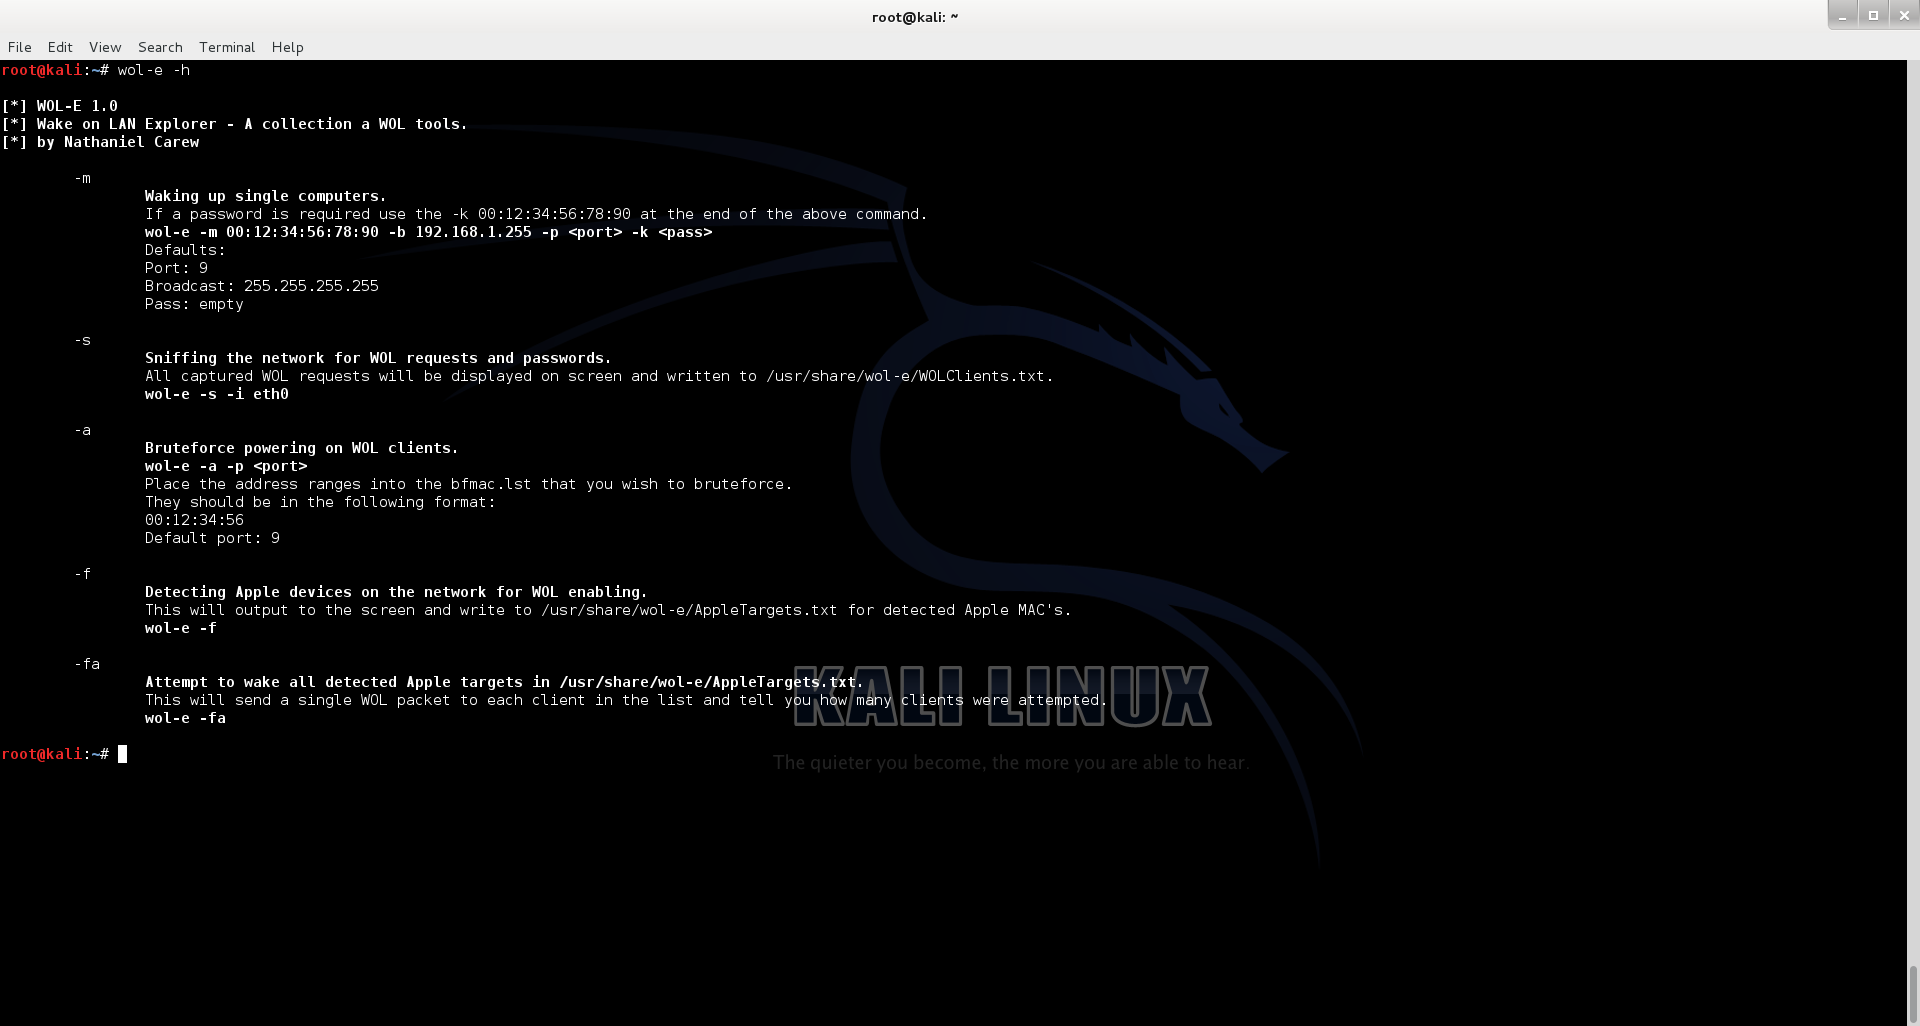 root@kali: ~
File Edit View Search Terminal Help
root@kali:~# wol-e -h
[*] WOL-E 1.0
[*] Wake on LAN Explorer - A collection a WOL tools.
[*] by Nathaniel Carew
-m
Waking up single computers.
If a password is required use the -k 00:12:34:56:78:90 at the end of the above command.
wol-e -m 00:12:34:56:78:90 -b 192.168.1.255 -p <port> -k <pass>
Defaults:
Port: 9
Broadcast: 255.255.255.255
Pass: empty
-s
Sniffing the network for WOL requests and passwords.
All captured WOL requests will be displayed on screen and written to /usr/share/wol-e/WOLClients.txt.
wol-e -s -i eth0
-a
Bruteforce powering on WOL clients.
wol-e -a -p <port>
Place the address ranges into the bfmac.lst that you wish to bruteforce.
They should be in the following format:
00:12:34:56
Default port: 9
-f
Detecting Apple devices on the network for WOL enabling.
This will output to the screen and write to /usr/share/wol-e/AppleTargets.txt for detected Apple MAC's.
wol-e -f
-fa
Attempt to wake all detected Apple targets in /usr/share/wol-e/AppleTargets.txt.
This will send a single WOL packet to each client in the list and tell you how many clients were attempted.
wol-e -fa
root@kali:~#
KALI LINUX
The quieter you become, the more you are able to hear.